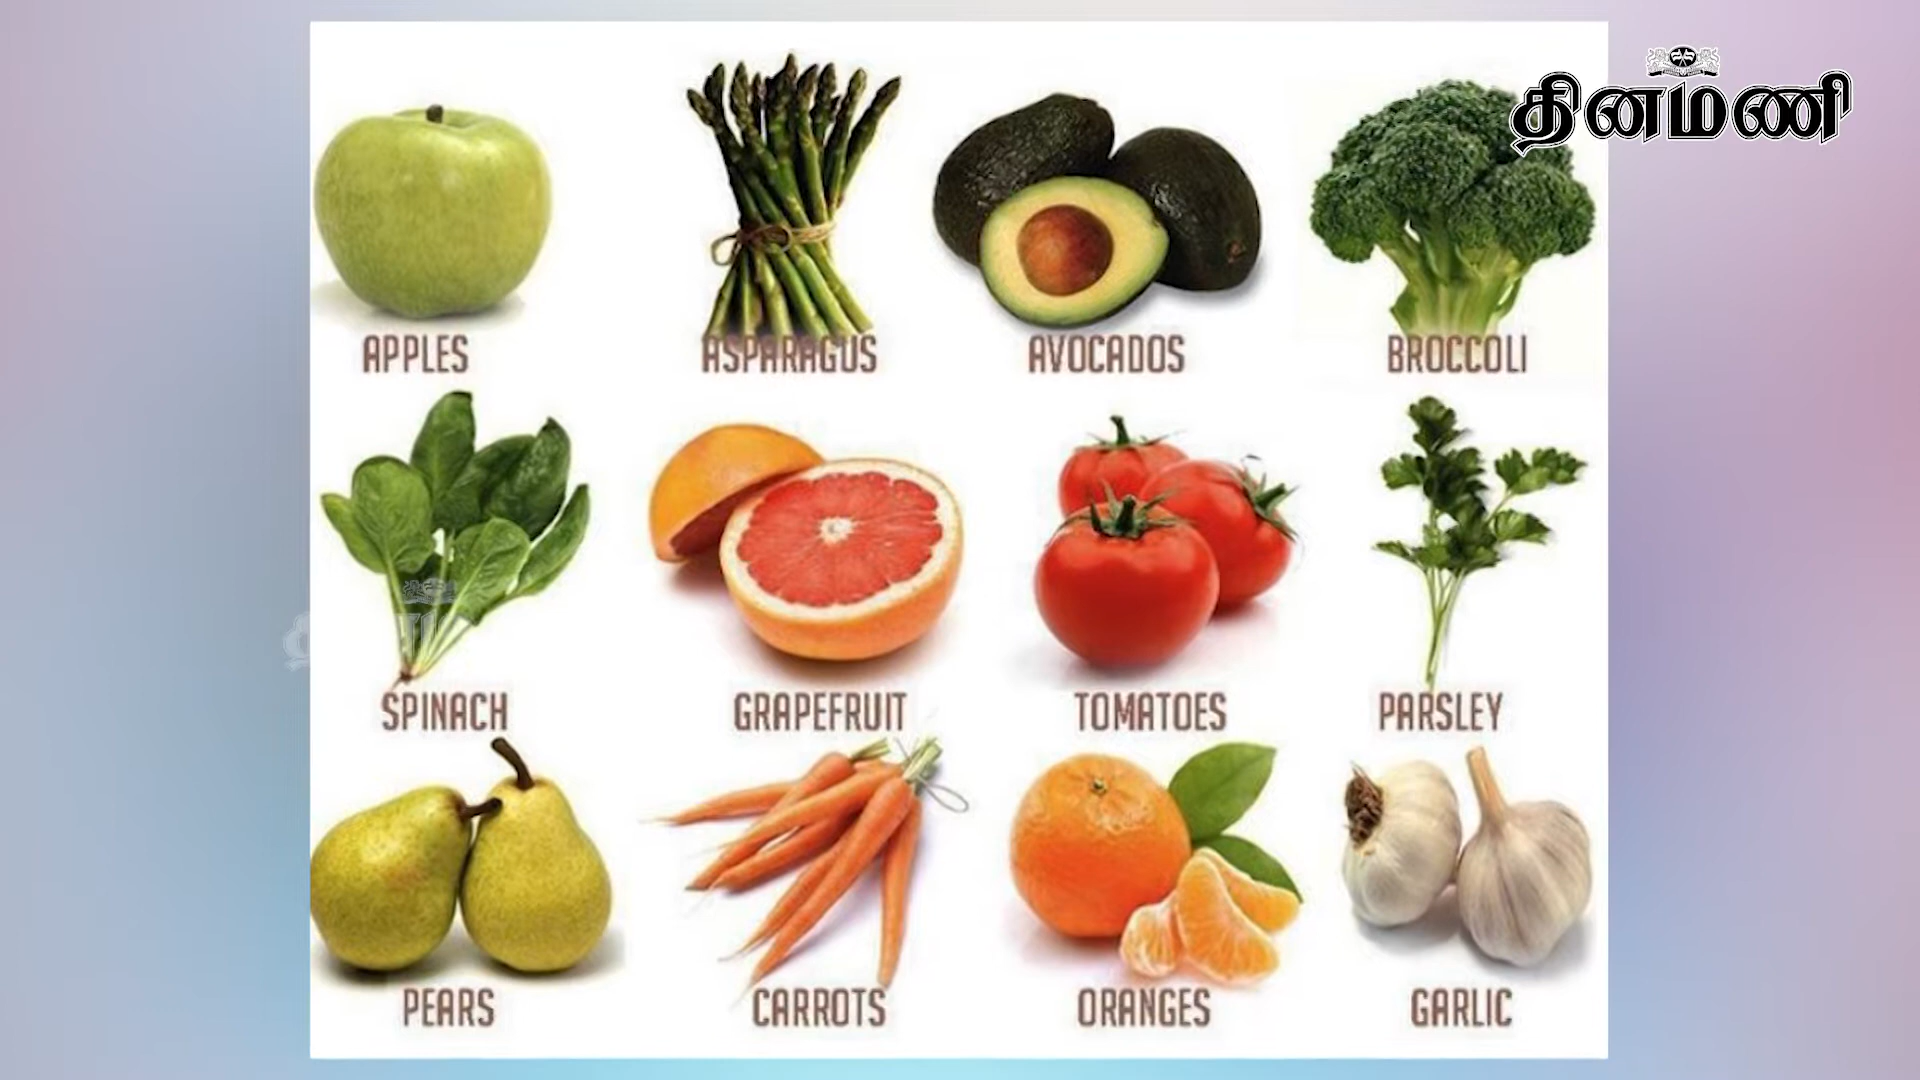 தினமணி
APPLES
ASPARAGUS
AVOCADOS
BROCCOLI
SPINACH
GRAPEFRUIT
TOMATOES
PARSLEY
PEARS
CARROTS
ORANGES
GARLIC